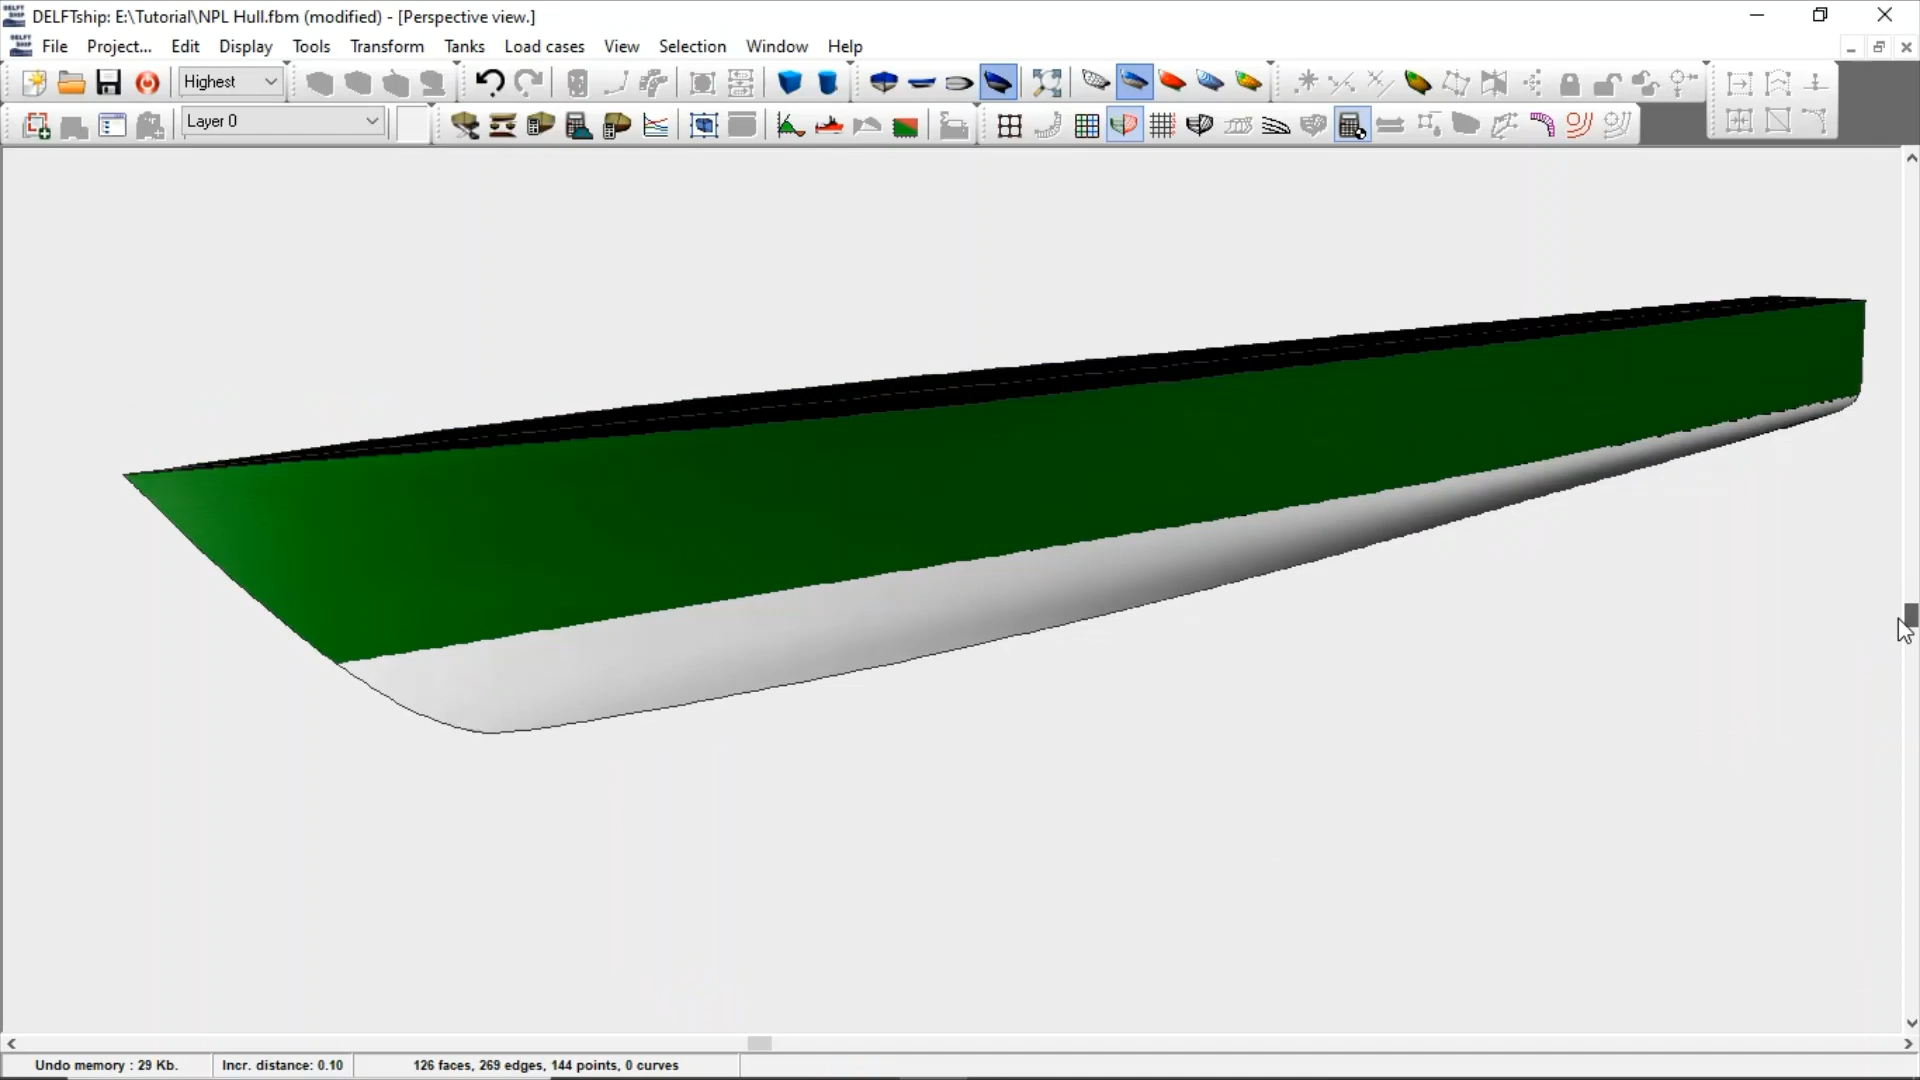 DELFTship: E:\Tutorial\NPL Hull.fbm (modified) - [Perspective view.]
File Project... Edit Display Tools Transform Tanks Load cases View Selection Window Help
Highest
Layer 0
Undo memory : 29 Kb. Incr. distance: 0.10 126 faces, 269 edges, 144 points, 0 curves